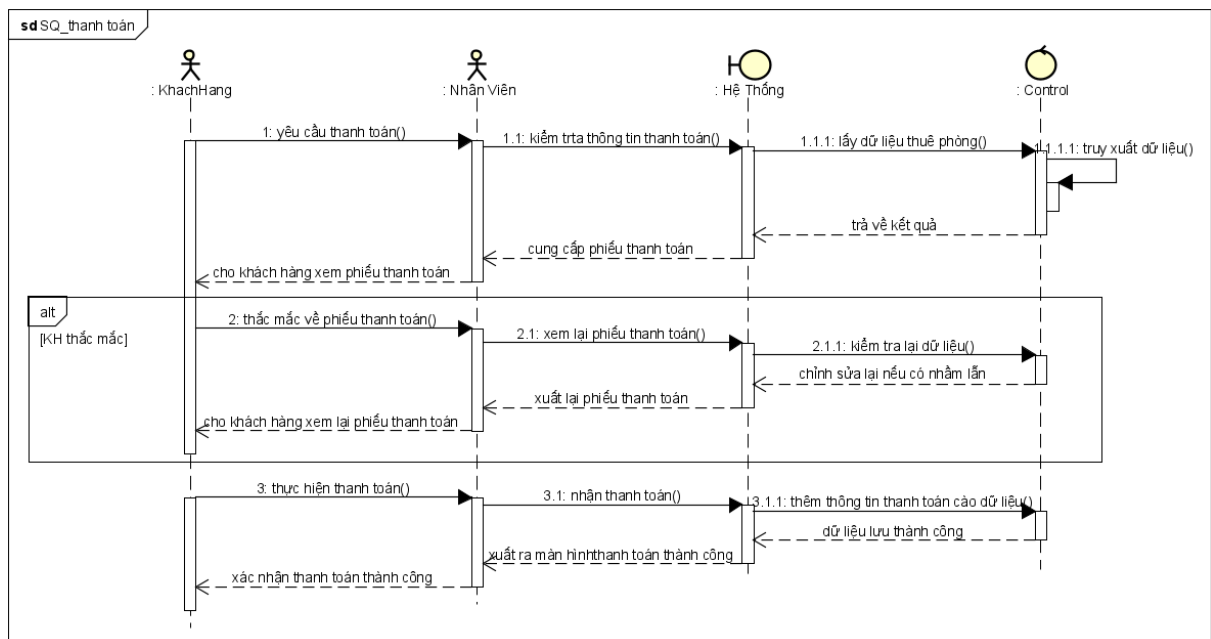 sd SQ_thanh toán
: KhachHang
: Nhân Viên
: Hệ Thống
: Control
1: yêu cầu thanh toán()
1.1: kiểm trta thông tin thanh toán()
1.1.1: lấy dữ liệu thuê phòng()
1.1.1.1: truy xuất dữ liệu()
trả về kết quả
cung cấp phiếu thanh toán
cho khách hàng xem phiếu thanh toán
alt
[KH thắc mắc]
2: thắc mắc về phiếu thanh toán()
2.1: xem lại phiếu thanh toán()
2.1.1: kiểm tra lại dữ liệu()
chỉnh sửa lại nếu có nhầm lẫn
xuất lại phiếu thanh toán
cho khách hàng xem lại phiếu thanh toán
3: thực hiện thanh toán()
3.1: nhận thanh toán()
3.1.1: thêm thông tin thanh toán cào dữ liệu()
dữ liệu lưu thành công
xuất ra màn hìnhthanh toán thành công
xác nhận thanh toán thành công